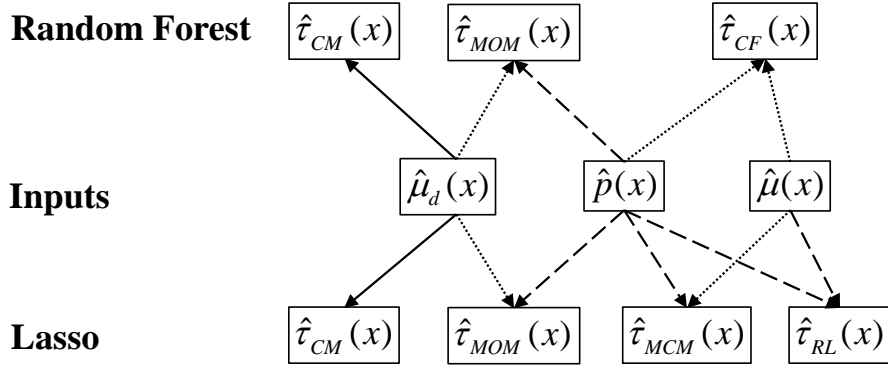 Random Forest τ̂_CM(x) τ̂_MOM(x) τ̂_CF(x)
Inputs μ̂_d(x) p̂(x) μ̂(x)
Lasso τ̂_CM(x) τ̂_MOM(x) τ̂_MCM(x) τ̂_RL(x)